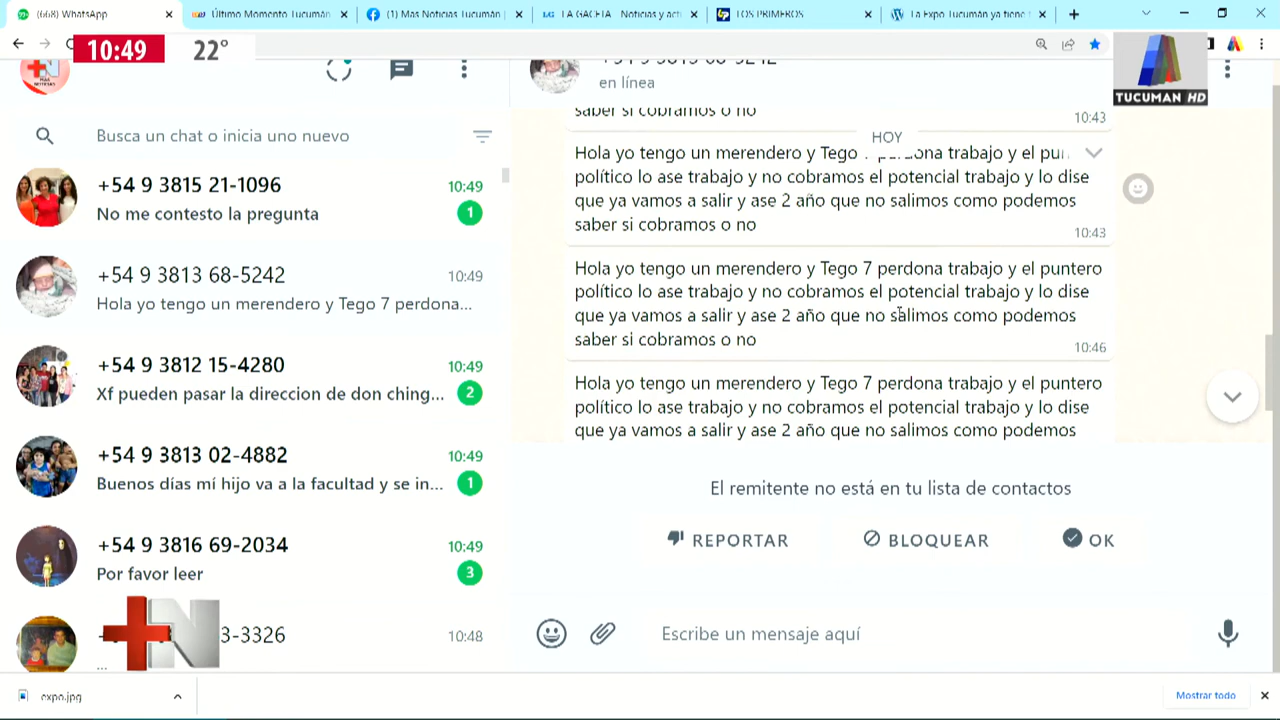 (668) WhatsApp
Último Momento Tucumán
(1) Mas Noticias Tucumán
LA GACETA Noticias y act
LOS PRIMEROS
La Expo Tucumán ya tiene
10:49
22°
en línea
TUCUMAN HD
saber si cobramos o no
10:43
Busca un chat o inicia uno nuevo
HOY
Hola yo tengo un merendero y Tego perdona trabajo y el
político lo ase trabajo y no cobramos el potencial trabajo y lo dise
que ya vamos a salir y ase 2 año que no salimos como podemos
saber si cobramos o no
10:43
+54 9 3815 21-1096
10:49
No me contesto la pregunta
1
+54 9 3813 68-5242
10:49
Hola yo tengo un merendero y Tego 7 perdona...
Hola yo tengo un merendero y Tego 7 perdona trabajo y el puntero
político lo ase trabajo y no cobramos el potencial trabajo y lo dise
que ya vamos a salir y ase 2 año que no salimos como podemos
saber si cobramos o no
10:46
+54 9 3812 15-4280
10:49
Xf pueden pasar la direccion de don ching...
2
Hola yo tengo un merendero y Tego 7 perdona trabajo y el puntero
político lo ase trabajo y no cobramos el potencial trabajo y lo dise
que ya vamos a salir y ase 2 año que no salimos como podemos
+54 9 3813 02-4882
10:49
Buenos días mí hijo va a la facultad y se in...
1
El remitente no está en tu lista de contactos
REPORTAR
BLOQUEAR
OK
+54 9 3816 69-2034
10:49
Por favor leer
3
3-3326
10:48
...
+N
Escribe un mensaje aquí
expo.jpg
Mostrar todo